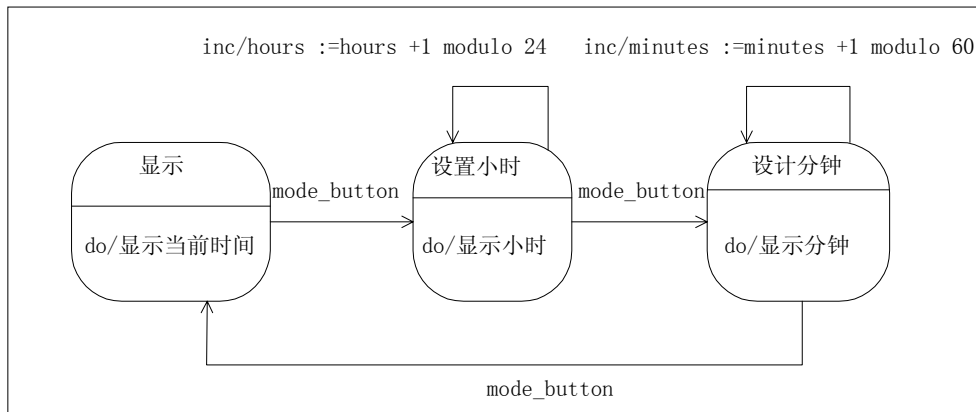 inc/hours :=hours +1 modulo 24
inc/minutes :=minutes +1 modulo 60
显示
设置小时
设计分钟
mode_button
mode_button
do/显示当前时间
do/显示小时
do/显示分钟
mode_button